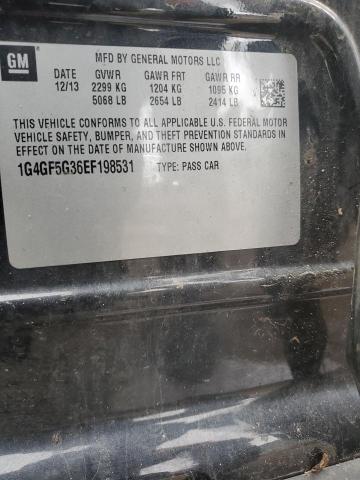 GM
MFD BY GENERAL MOTORS LLC
DATE GVWR GAWR FRT GAWR RR
12/13 2299 KG 1204 KG 1095 KG
5068 LB 2654 LB 2414 LB
THIS VEHICLE CONFORMS TO ALL APPLICABLE U.S. FEDERAL MOTOR
VEHICLE SAFETY, BUMPER, AND THEFT PREVENTION STANDARDS IN
EFFECT ON THE DATE OF MANUFACTURE SHOWN ABOVE.
1G4GF5G36EF198531 TYPE: PASS CAR